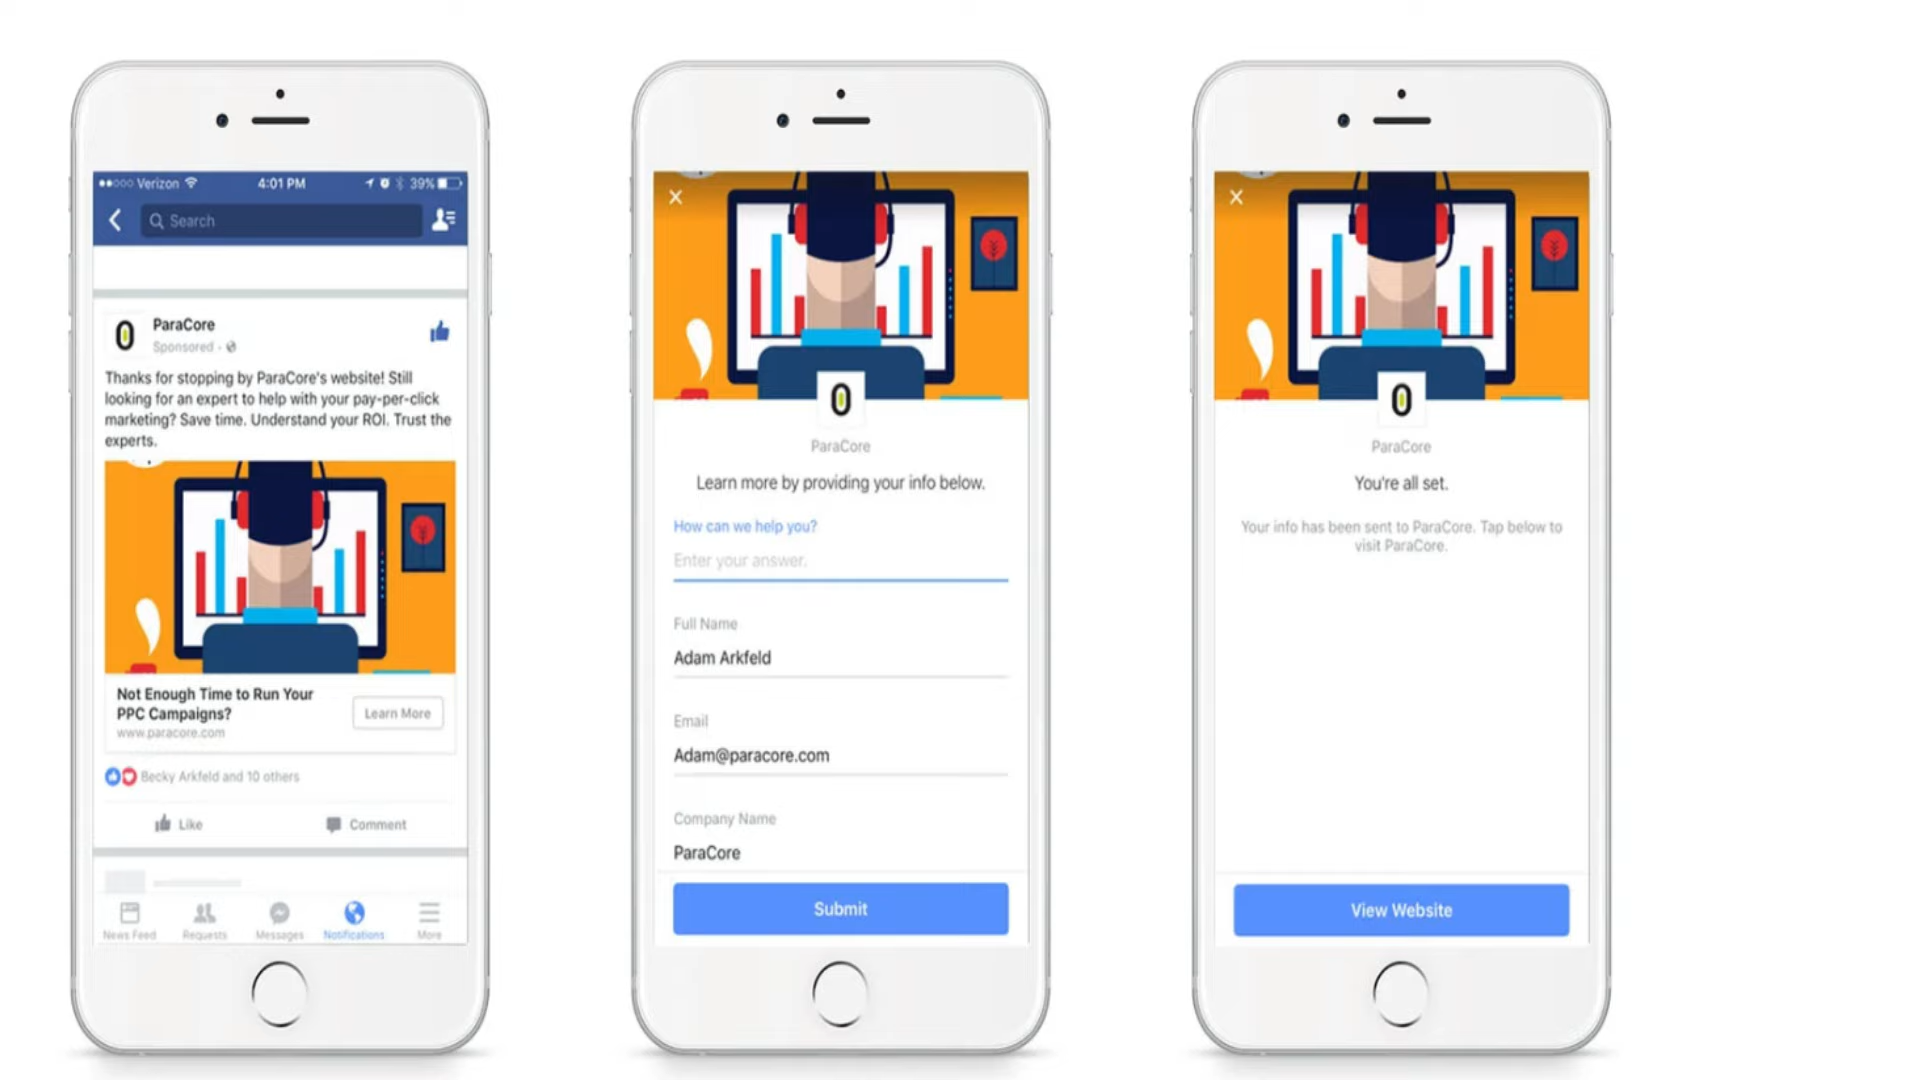 Verizon 4:01 PM 39%
Search
ParaCore
Sponsored ·
Thanks for stopping by ParaCore's website! Still
looking for an expert to help with your pay-per-click
marketing? Save time. Understand your ROI. Trust the
experts.
Not Enough Time to Run Your
PPC Campaigns?
www.paracore.com
Learn More
Becky Arkfeld and 10 others
Like Comment
News Feed Requests Messages Notifications More
ParaCore
Learn more by providing your info below.
How can we help you?
Enter your answer.
Full Name
Adam Arkfeld
Email
Adam@paracore.com
Company Name
ParaCore
Submit
ParaCore
You're all set.
Your info has been sent to ParaCore. Tap below to
visit ParaCore.
View Website